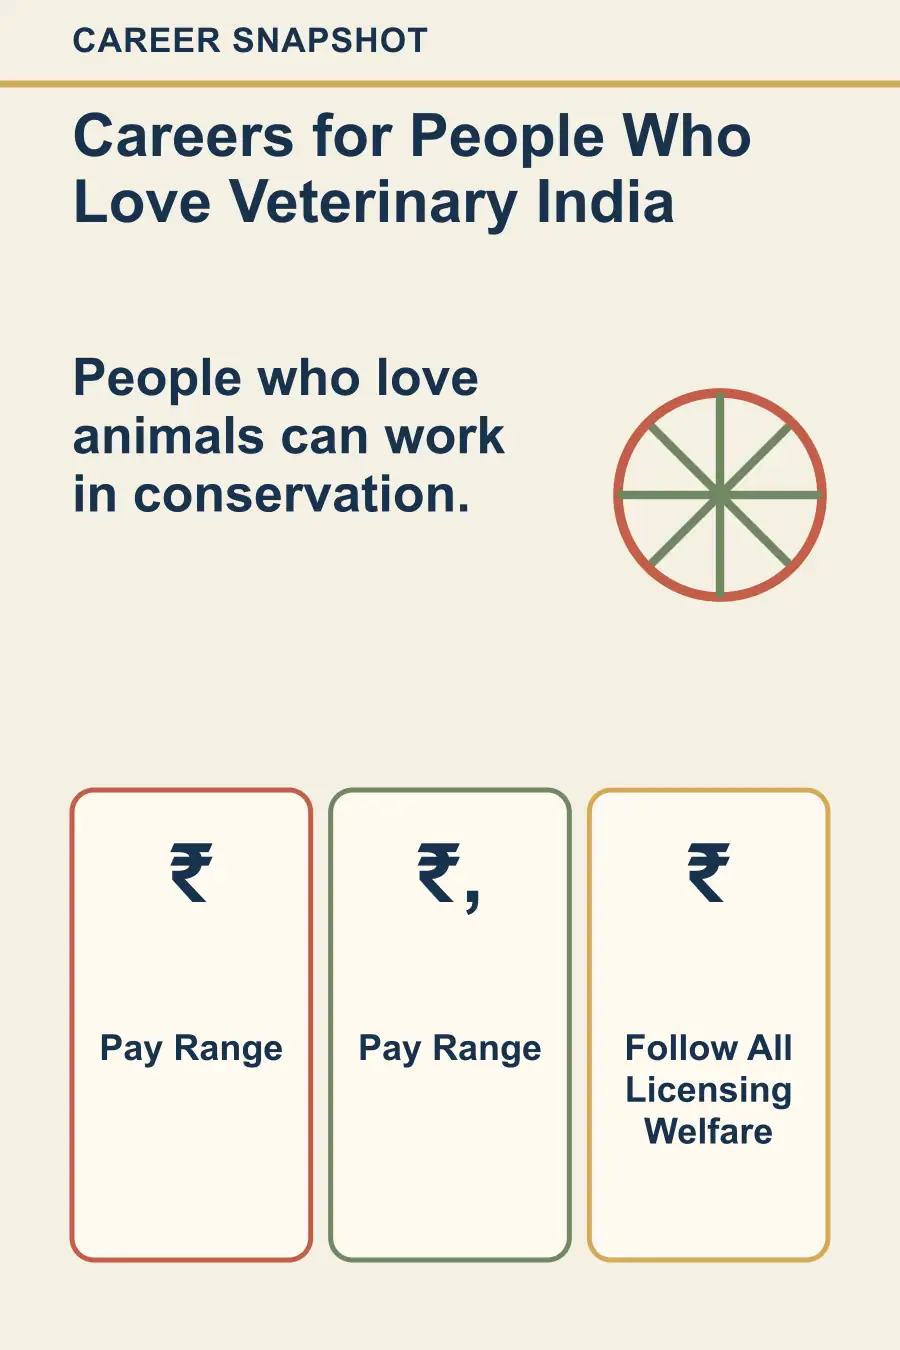 CAREER SNAPSHOT
Careers for People Who
Love Veterinary India
People who love
animals can work
in conservation.
₹
Pay Range
₹,
Pay Range
₹
Follow All
Licensing
Welfare